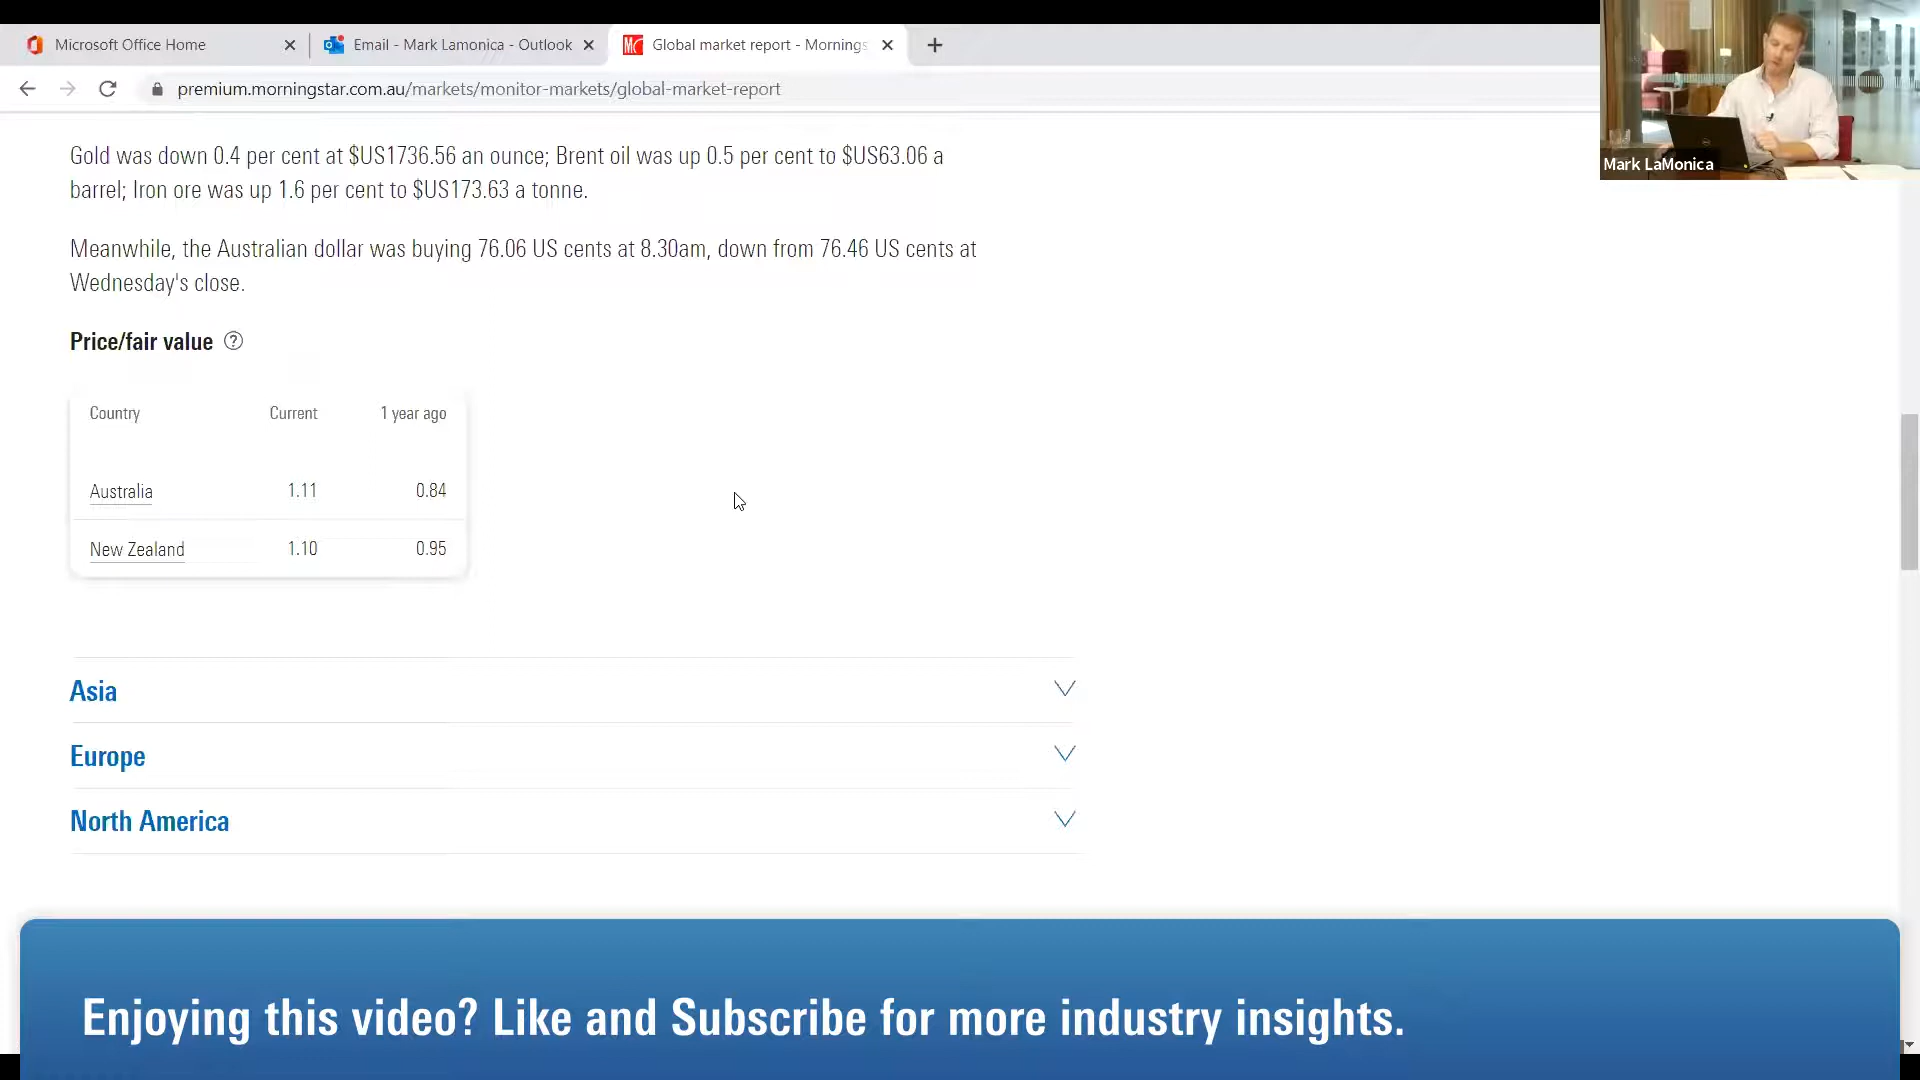 Microsoft Office Home
Email - Mark Lamonica - Outlook
Global market report - Mornings
premium.morningstar.com.au/markets/monitor-markets/global-market-report
Mark LaMonica
Gold was down 0.4 per cent at $US1736.56 an ounce; Brent oil was up 0.5 per cent to $US63.06 a
barrel; Iron ore was up 1.6 per cent to $US173.63 a tonne.
Meanwhile, the Australian dollar was buying 76.06 US cents at 8.30am, down from 76.46 US cents at
Wednesday's close.
Price/fair value ?
Country Current 1 year ago
Australia 1.11 0.84
New Zealand 1.10 0.95
Asia
Europe
North America
Enjoying this video? Like and Subscribe for more industry insights.